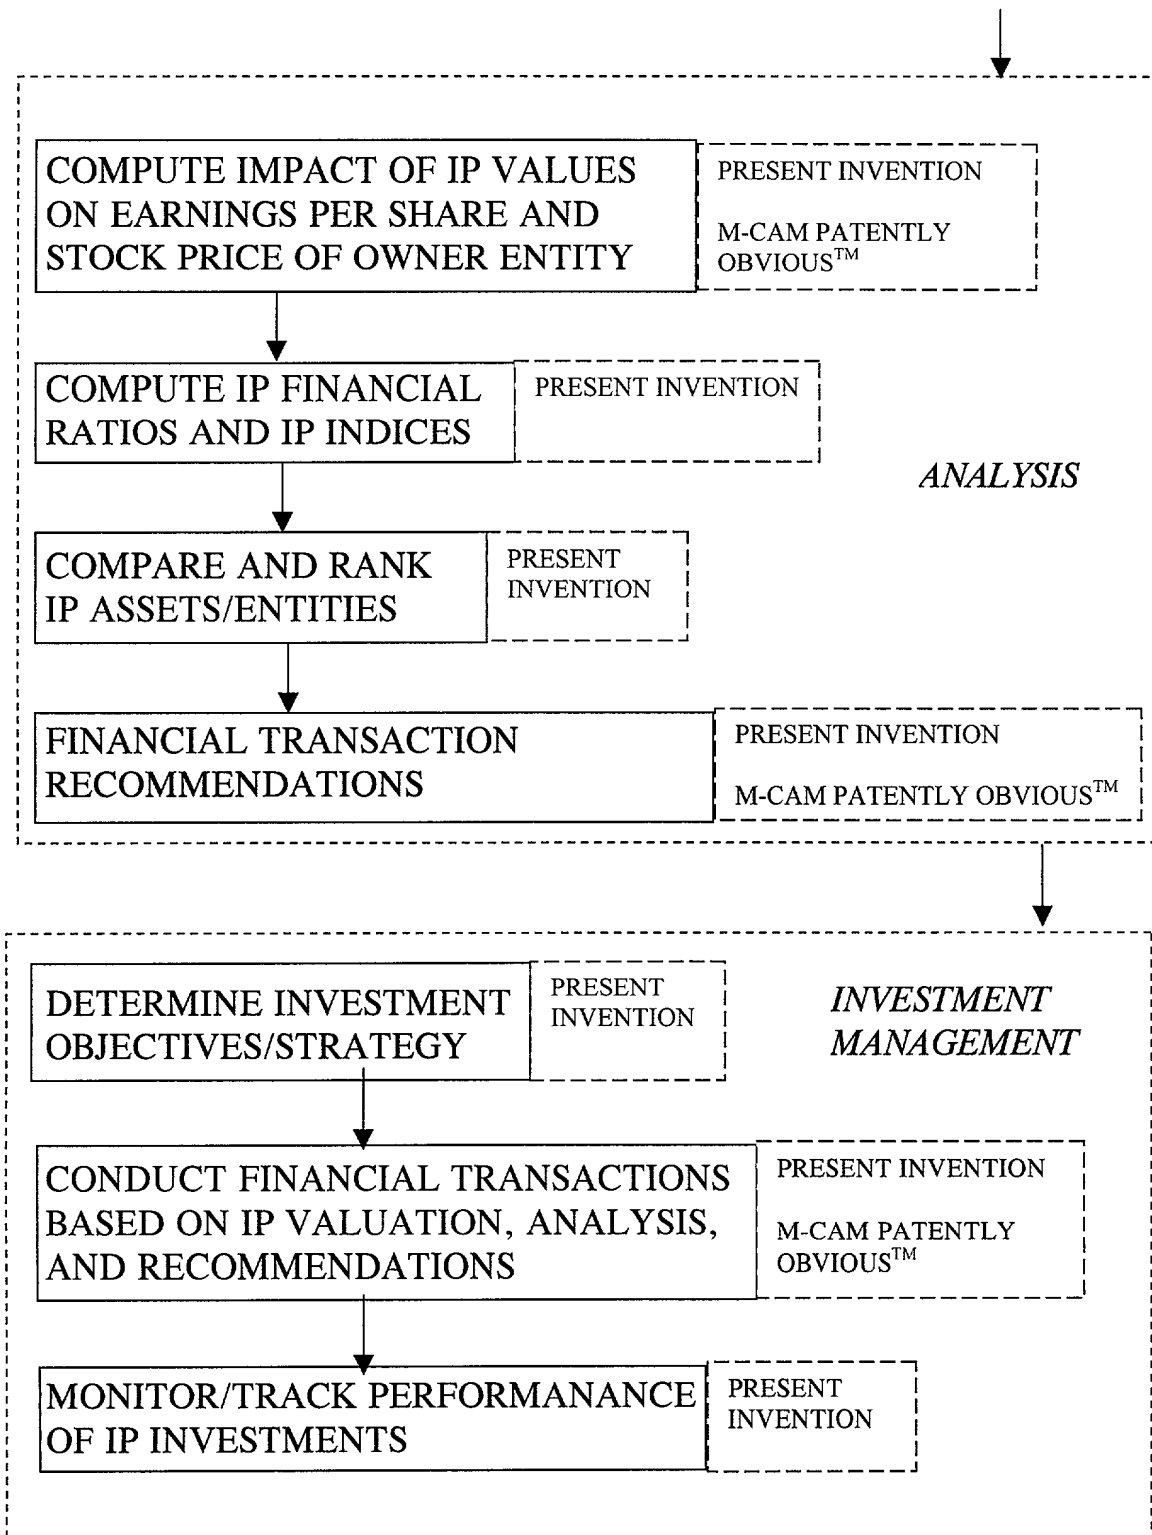 COMPUTE IMPACT OF IP VALUES
ON EARNINGS PER SHARE AND
STOCK PRICE OF OWNER ENTITY
PRESENT INVENTION
M-CAM PATENTLY
OBVIOUS™
COMPUTE IP FINANCIAL
RATIOS AND IP INDICES
PRESENT INVENTION
ANALYSIS
COMPARE AND RANK
IP ASSETS/ENTITIES
PRESENT
INVENTION
FINANCIAL TRANSACTION
RECOMMENDATIONS
PRESENT INVENTION
M-CAM PATENTLY OBVIOUS™
DETERMINE INVESTMENT
OBJECTIVES/STRATEGY
PRESENT
INVENTION
INVESTMENT
MANAGEMENT
CONDUCT FINANCIAL TRANSACTIONS
BASED ON IP VALUATION, ANALYSIS,
AND RECOMMENDATIONS
PRESENT INVENTION
M-CAM PATENTLY
OBVIOUS™
MONITOR/TRACK PERFORMANANCE
OF IP INVESTMENTS
PRESENT
INVENTION